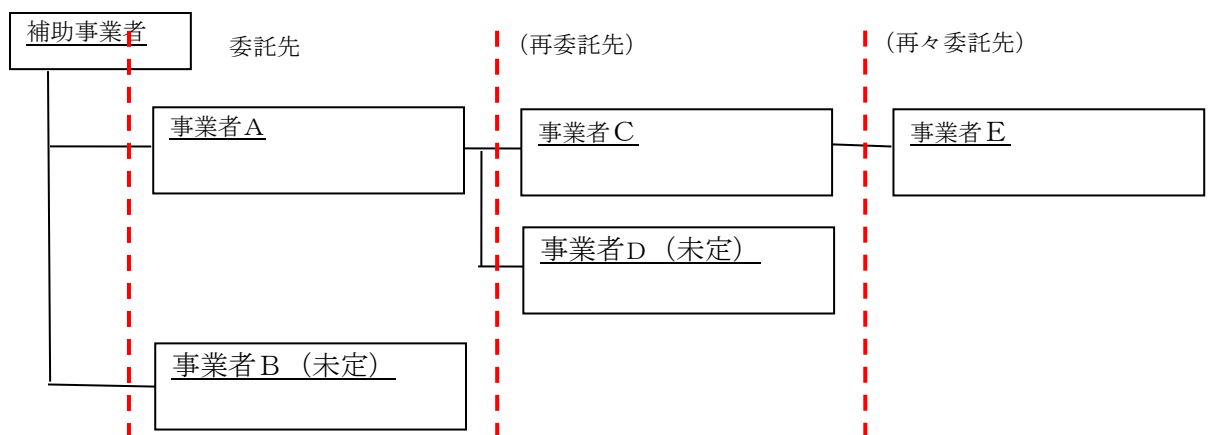 補助事業者
委託先
（再委託先）
（再々委託先）
事業者Ａ
事業者Ｃ
事業者Ｅ
事業者D（未定）
事業者Ｂ（未定）